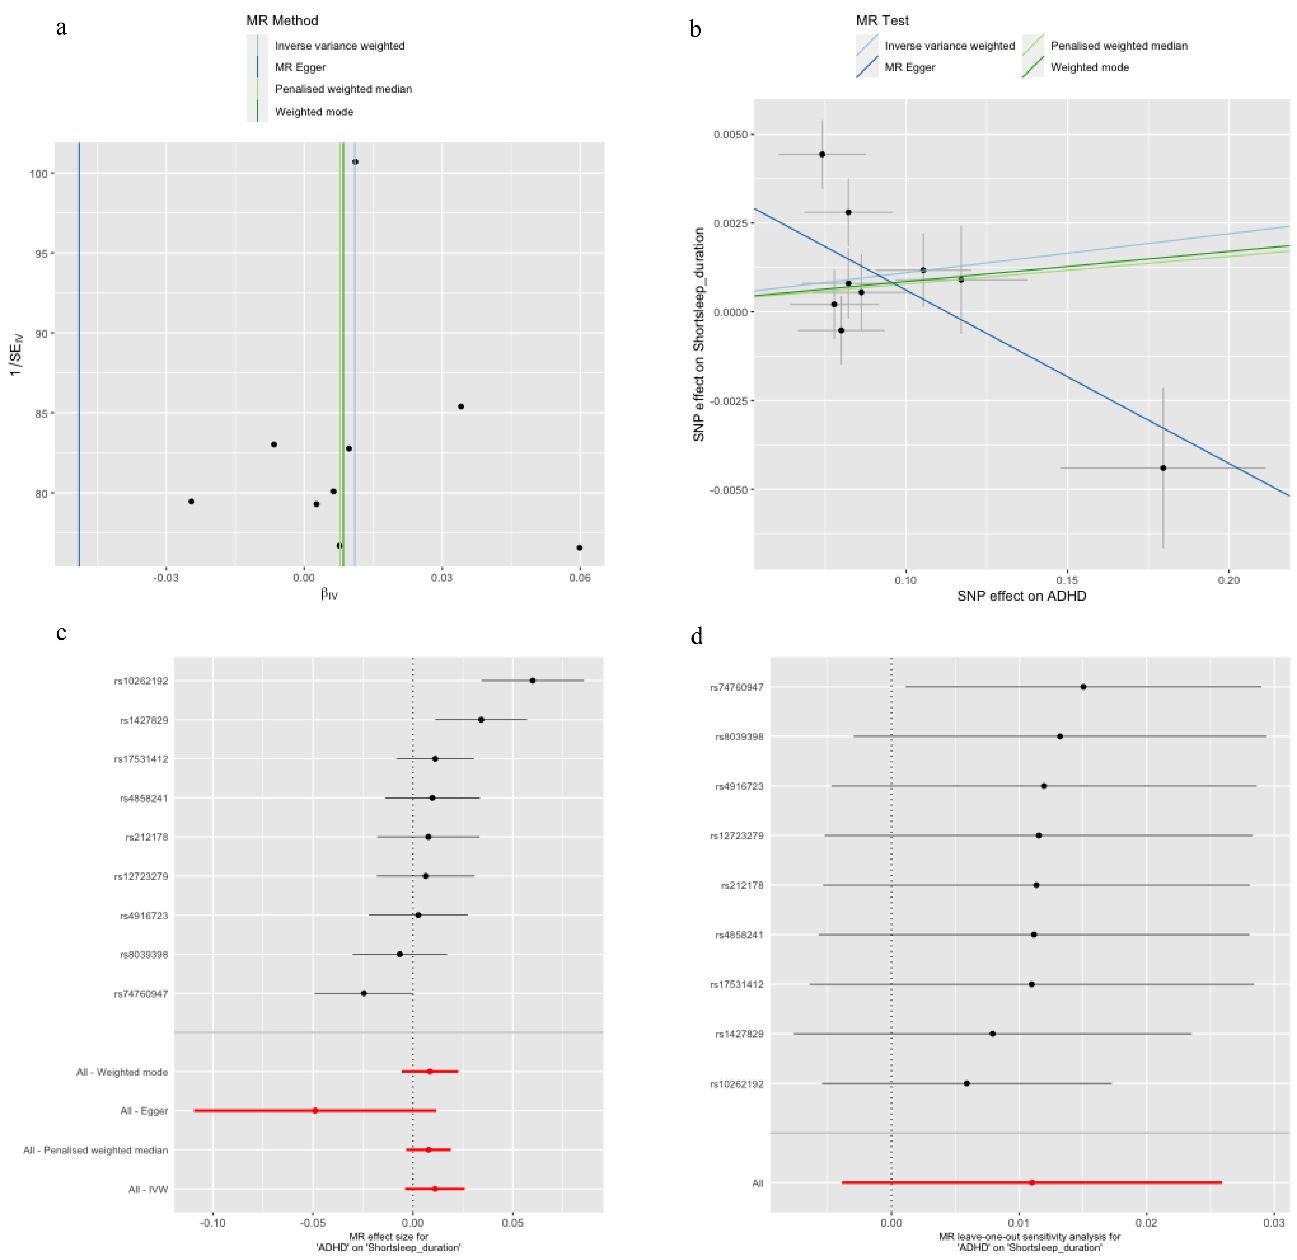 a
MR Method
Inverse variance weighted
MR Egger
Penalised weighted median
Weighted mode
100
95
90
85
80
1/SE_IV
-0.03
0.00
0.03
0.06
β_IV
b
MR Test
Inverse variance weighted
Penalised weighted median
MR Egger
Weighted mode
0.0050
0.0025
0.0000
-0.0025
-0.0050
SNP effect on Shortsleep_duration
0.10
0.15
0.20
SNP effect on ADHD
c
rs10262192
rs1427829
rs17531412
rs4858241
rs212178
rs12723279
rs4916723
rs8039398
rs74760947
All - Weighted mode
All - Egger
All - Penalised weighted median
All - IVW
-0.10
-0.05
0.00
0.05
MR effect size for
'ADHD' on 'Shortsleep_duration'
d
rs74760947
rs8039398
rs4916723
rs12723279
rs212178
rs4858241
rs17531412
rs1427829
rs10262192
All
0.00
0.01
0.02
0.03
MR leave-one-out sensitivity analysis for
'ADHD' on 'Shortsleep_duration'